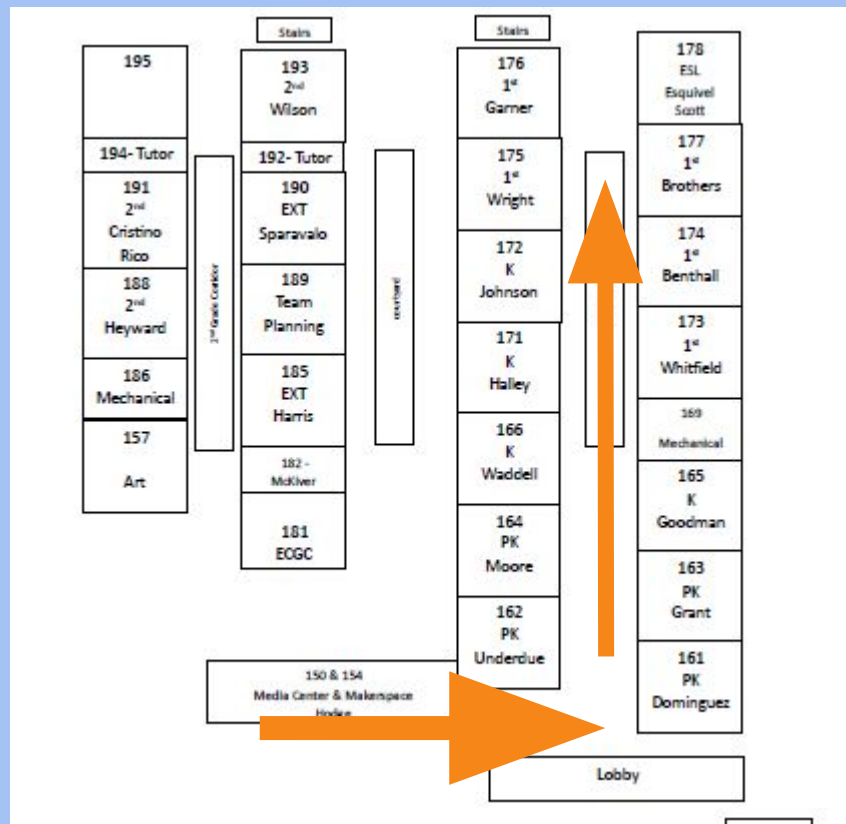 Stairs
Stairs
195
193
2nd
Wilson
176
1st
Garner
178
ESL
Esquivel
Scott
194- Tutor
192- Tutor
175
1st
Wright
177
1st
Brothers
191
2nd
Cristino
Rico
190
EXT
Sparavalo
172
K
Johnson
174
1st
Benthall
188
2nd
Heyward
189
Team
Planning
171
K
Halley
173
1st
Whitfield
186
Mechanical
185
EXT
Harris
166
K
Waddell
169
Mechanical
157
Art
182 -
McKiver
165
K
Goodman
181
ECGC
164
PK
Moore
163
PK
Grant
162
PK
Underdue
161
PK
Dominguez
Grade Corridor
courtyard
150 & 154
Media Center & Makerspace
Lobby